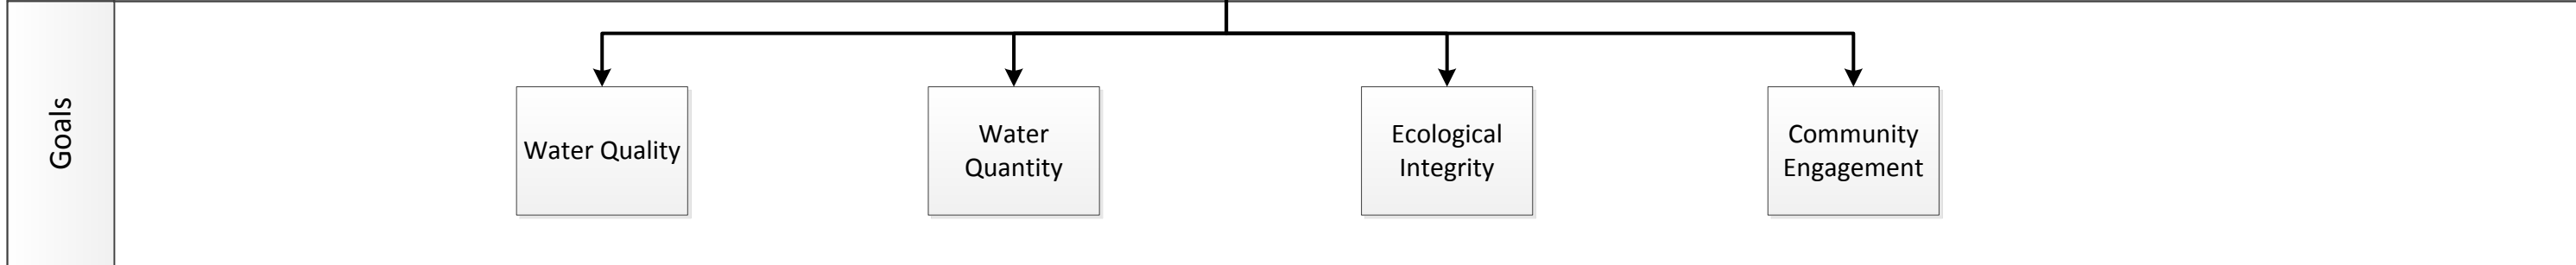 Goals
Water Quality
Water
Quantity
Ecological
Integrity
Community
Engagement